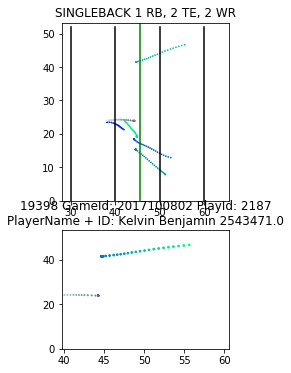 SINGLEBACK 1 RB, 2 TE, 2 WR
50
40
30
20
10
0
30 40 50 60
19398 GameId: 2017100802 PlayId: 2187
PlayerName + ID: Kelvin Benjamin 2543471.0
40
20
0
40 45 50 55 60